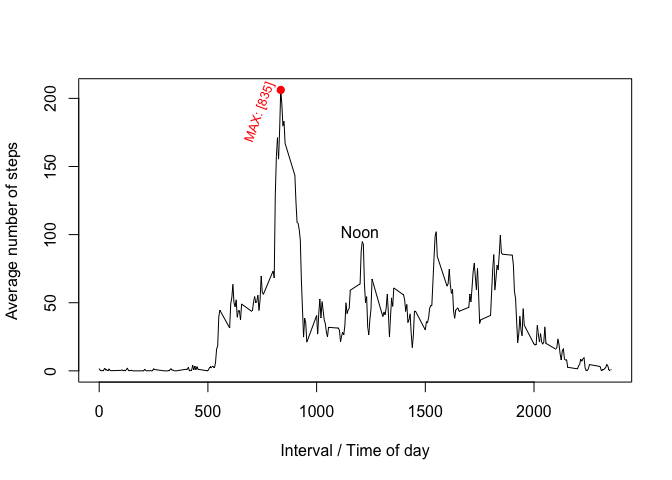 MAX: [835]
Noon
200
150
100
50
0
0 500 1000 1500 2000
Average number of steps
Interval / Time of day